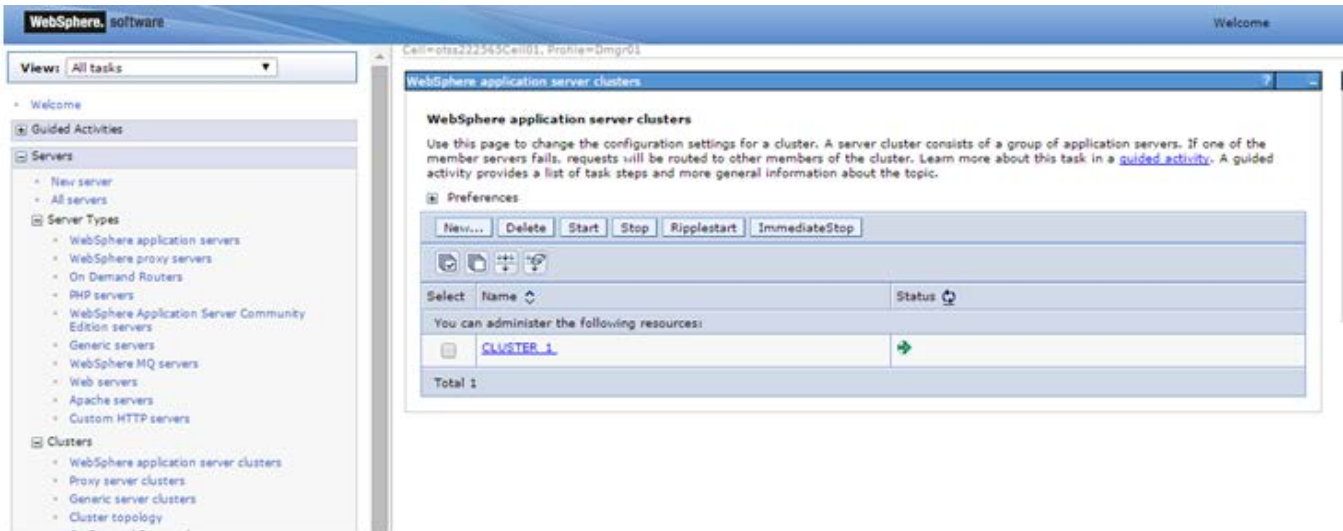 WebSphere. software
Welcome
View: All tasks
Cell=ofss222565Cell01, Profile=Dmgr01
Welcome
Guided Activities
Servers
New server
All servers
Server Types
WebSphere application servers
WebSphere proxy servers
On Demand Routers
PHP servers
WebSphere Application Server Community
Edition servers
Generic servers
WebSphere MQ servers
Web servers
Apache servers
Custom HTTP servers
Clusters
WebSphere application server clusters
Proxy server clusters
Generic server clusters
Cluster topology
WebSphere application server clusters
?
WebSphere application server clusters
Use this page to change the configuration settings for a cluster. A server cluster consists of a group of application servers. If one of the
member servers fails, requests will be routed to other members of the cluster. Learn more about this task in a guided activity. A guided
activity provides a list of task steps and more general information about the topic.
Preferences
New... Delete Start Stop Ripplestart ImmediateStop
Select Name Status
You can administer the following resources:
CLUSTER_1
Total 1